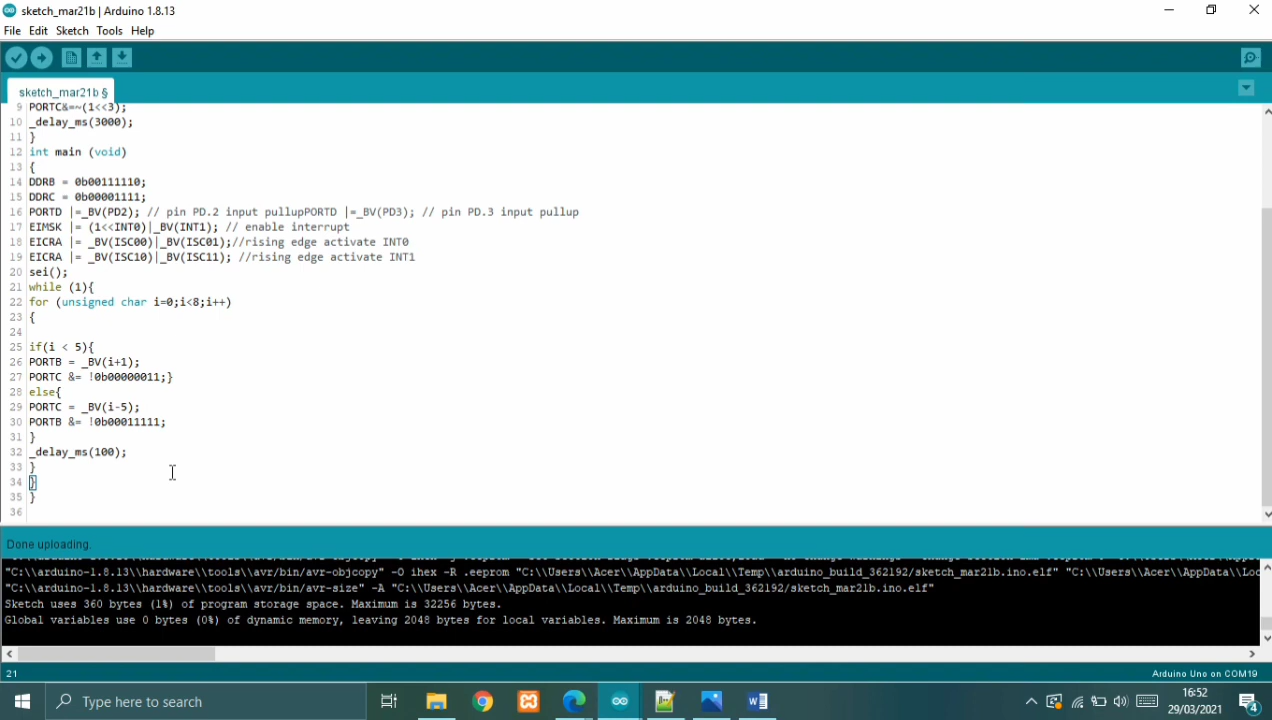 sketch_mar21b | Arduino 1.8.13
File Edit Sketch Tools Help
sketch_mar21b §
9 PORTC&=~(1<<3);
10 _delay_ms(3000);
11 }
12 int main (void)
13 {
14 DDRB = 0b00111110;
15 DDRC = 0b00001111;
16 PORTD |=_BV(PD2); // pin PD.2 input pullupPORTD |=_BV(PD3); // pin PD.3 input pullup
17 EIMSK |= (1<<INT0)|_BV(INT1); // enable interrupt
18 EICRA |= _BV(ISC00)|_BV(ISC01);//rising edge activate INT0
19 EICRA |= _BV(ISC10)|_BV(ISC11); //rising edge activate INT1
20 sei();
21 while (1){
22 for (unsigned char i=0;i<8;i++)
23 {
24
25 if(i < 5){
26 PORTB = _BV(i+1);
27 PORTC &= !0b00000011;}
28 else{
29 PORTC = _BV(i-5);
30 PORTB &= !0b00011111;
31 }
32 _delay_ms(100);
33 }
34 }
35 }
36
Done uploading.
"C:\\arduino-1.8.13\\hardware\\tools\\avr/bin/avr-objcopy" -O ihex -R .eeprom "C:\\Users\\Acer\\AppData\\Local\\Temp\\arduino_build_362192/sketch_mar21b.ino.elf" "C:\\Users\\Acer\\AppData\\Loc
"C:\\arduino-1.8.13\\hardware\\tools\\avr/bin/avr-size" -A "C:\\Users\\Acer\\AppData\\Local\\Temp\\arduino_build_362192/sketch_mar21b.ino.elf"
Sketch uses 360 bytes (1%) of program storage space. Maximum is 32256 bytes.
Global variables use 0 bytes (0%) of dynamic memory, leaving 2048 bytes for local variables. Maximum is 2048 bytes.
21
Arduino Uno on COM19
Type here to search
16:52
29/03/2021
4